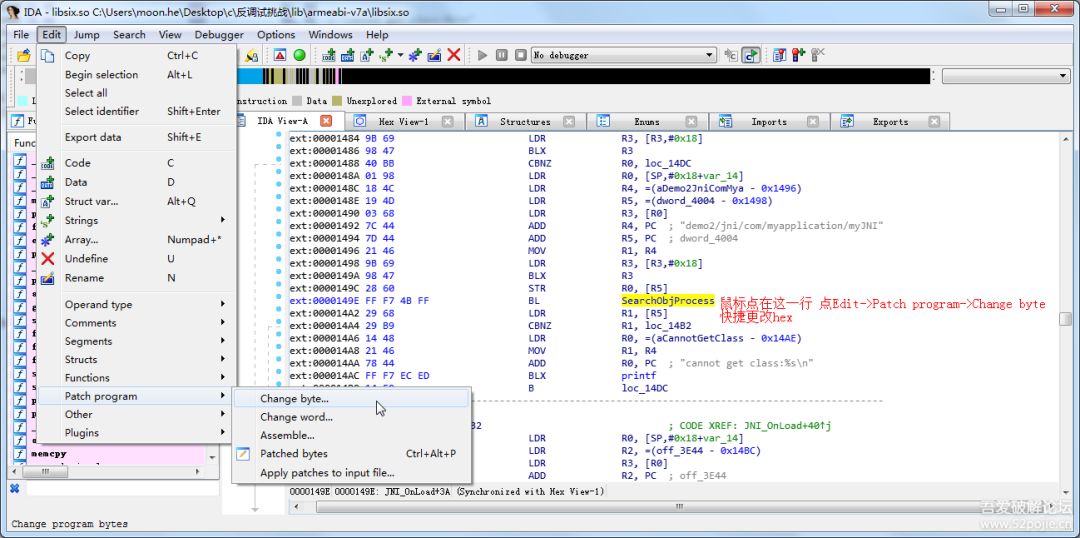 IDA - libsix.so C:\Users\moon.he\Desktop\c\反调试挑战\lib\armeabi-v7a\libsix.so
File Edit Jump Search View Debugger Options Windows Help
No debugger
Copy Ctrl+C
Begin selection Alt+L
Select all
Select identifier Shift+Enter
Export data Shift+E
Code C
Data D
Struct var... Alt+Q
Strings
Array... Numpad+*
Undefine U
Rename N
Operand type
Comments
Segments
Structs
Functions
Patch program
Other
Plugins
Change byte...
Change word...
Assemble...
Patched bytes Ctrl+Alt+P
Apply patches to input file...
nstruction Data Unexplored External symbol
IDA View-A Hex View-1 Structures Enums Imports Exports
Func
ext:00001484 9B 69 LDR R3, [R3,#0x18]
ext:00001486 98 47 BLX R3
ext:00001488 40 BB CBNZ R0, loc_14DC
ext:0000148A 01 98 LDR R0, [SP,#0x18+var_14]
ext:0000148C 18 4C LDR R4, =(aDemo2JniComMya - 0x1496)
ext:0000148E 19 4D LDR R5, =(dword_4004 - 0x1498)
ext:00001490 03 68 LDR R3, [R0]
ext:00001492 7C 44 ADD R4, PC ; "demo2/jni/com/myapplication/myJNI"
ext:00001494 7D 44 ADD R5, PC ; dword_4004
ext:00001496 21 46 MOV R1, R4
ext:00001498 9B 69 LDR R3, [R3,#0x18]
ext:0000149A 98 47 BLX R3
ext:0000149C 28 60 STR R0, [R5]
ext:0000149E FF F7 4B FF BL SearchObjProcess
鼠标点在这一行 点Edit->Patch program->Change byte
快捷更改hex
ext:000014A2 29 68 LDR R1, [R5]
ext:000014A4 29 B9 CBNZ R1, loc_14B2
ext:000014A6 14 48 LDR R0, =(aCannotGetClass - 0x14AE)
ext:000014A8 21 46 MOV R1, R4
ext:000014AA 78 44 ADD R0, PC ; "cannot get class:%s\n"
ext:000014AC FF F7 EC ED BLX printf
B loc_14DC
; CODE XREF: JNI_OnLoad+40↑j
LDR R0, [SP,#0x18+var_14]
LDR R2, =(off_3E44 - 0x14BC)
LDR R3, [R0]
ADD R2, PC ; off_3E44
memcpy
0000149E 0000149E: JNI_OnLoad+3A (Synchronized with Hex View-1)
Change program bytes
吾爱破解论坛
www.52pojie.cn